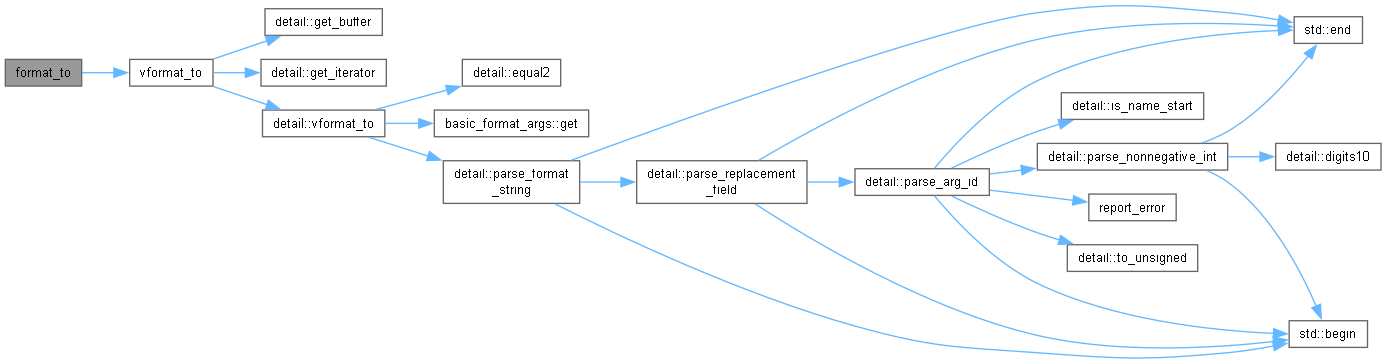 format_to
vformat_to
detail::get_buffer
detail::get_iterator
detail::vformat_to
detail::equal2
basic_format_args::get
detail::parse_format
_string
detail::parse_replacement
_field
detail::parse_arg_id
std::end
detail::is_name_start
detail::parse_nonnegative_int
detail::digits10
report_error
detail::to_unsigned
std::begin